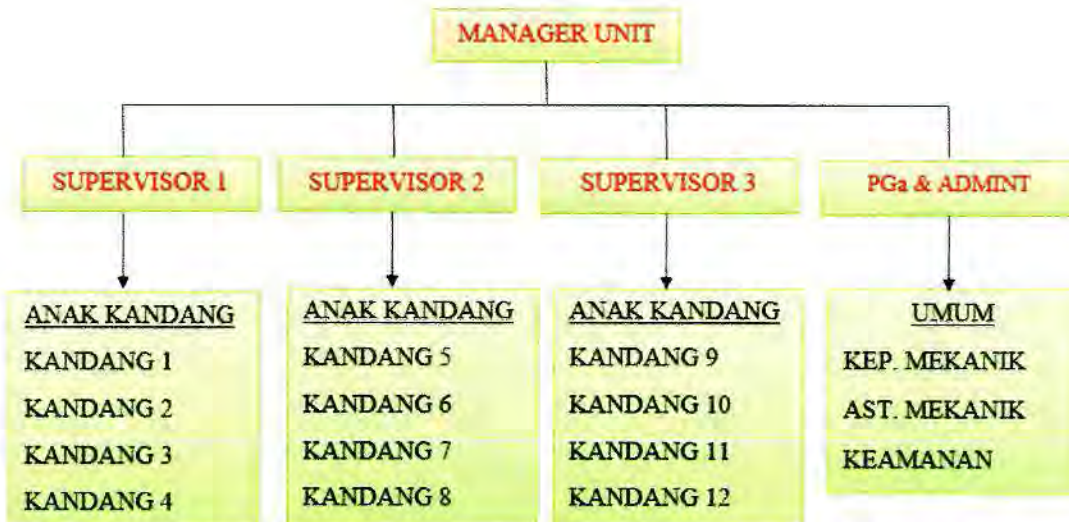 MANAGER UNIT
SUPERVISOR 1
SUPERVISOR 2
SUPERVISOR 3
PGa & ADMINT
ANAK KANDANG
KANDANG 1
KANDANG 2
KANDANG 3
KANDANG 4
ANAK KANDANG
KANDANG 5
KANDANG 6
KANDANG 7
KANDANG 8
ANAK KANDANG
KANDANG 9
KANDANG 10
KANDANG 11
KANDANG 12
UMUM
KEP. MEKANIK
AST. MEKANIK
KEAMANAN